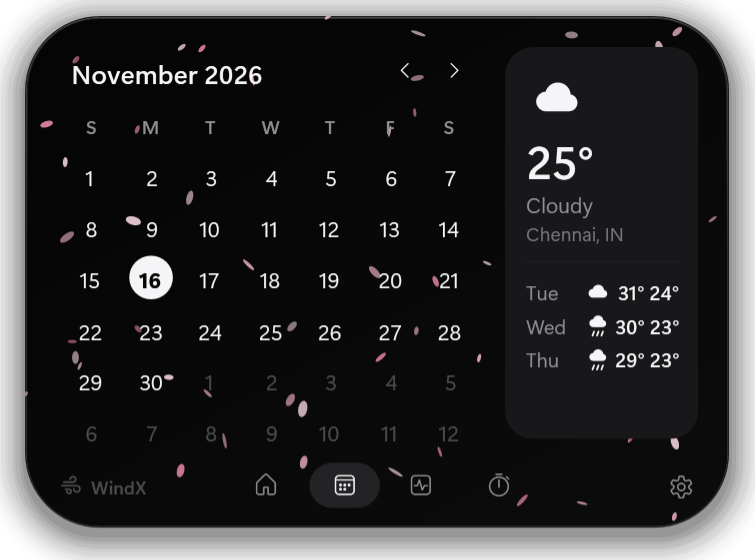 November 2026
S M T W T F S
1 2 3 4 5 6 7
8 9 10 11 12 13 14
15 16 17 18 19 20 21
22 23 24 25 26 27 28
29 30 1 2 3 4 5
6 7 8 9 10 11 12
25°
Cloudy
Chennai, IN
Tue 31° 24°
Wed 30° 23°
Thu 29° 23°
WindX